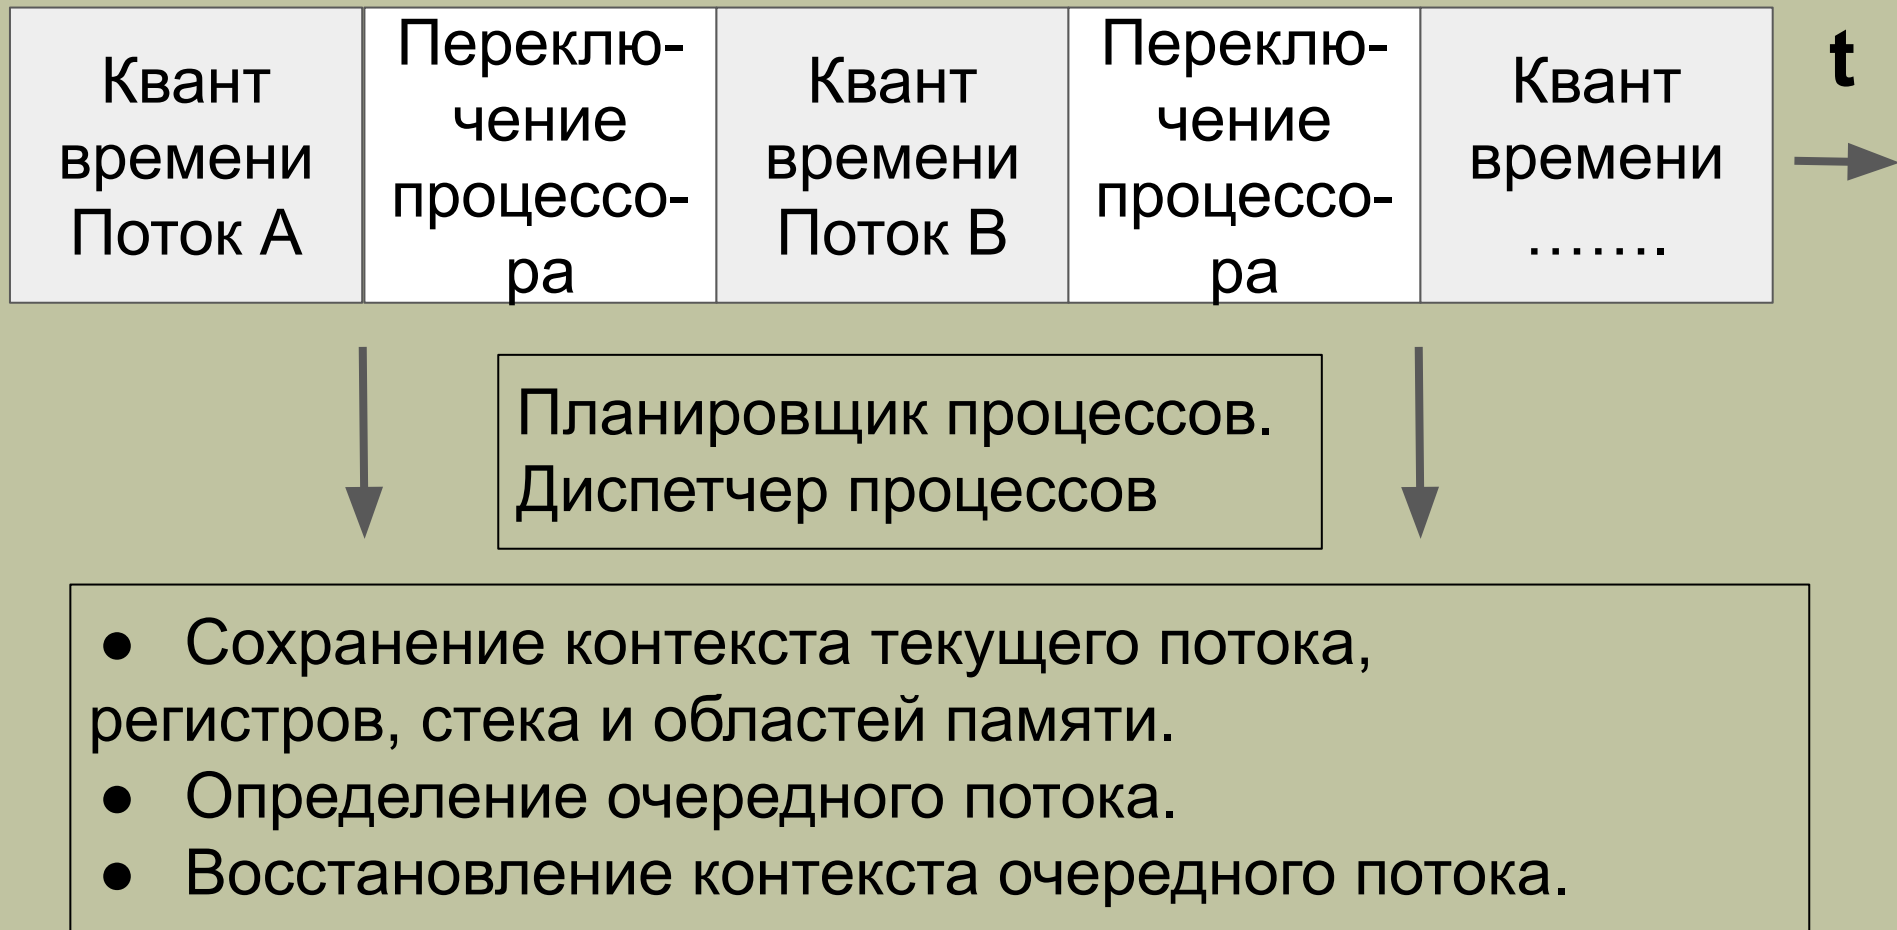 Квант
времени
Поток А
Переклю-
чение
процессо-
ра
Квант
времени
Поток В
Переклю-
чение
процессо-
ра
Квант
времени
…….
t
Планировщик процессов.
Диспетчер процессов
● Сохранение контекста текущего потока,
регистров, стека и областей памяти.
● Определение очередного потока.
● Восстановление контекста очередного потока.